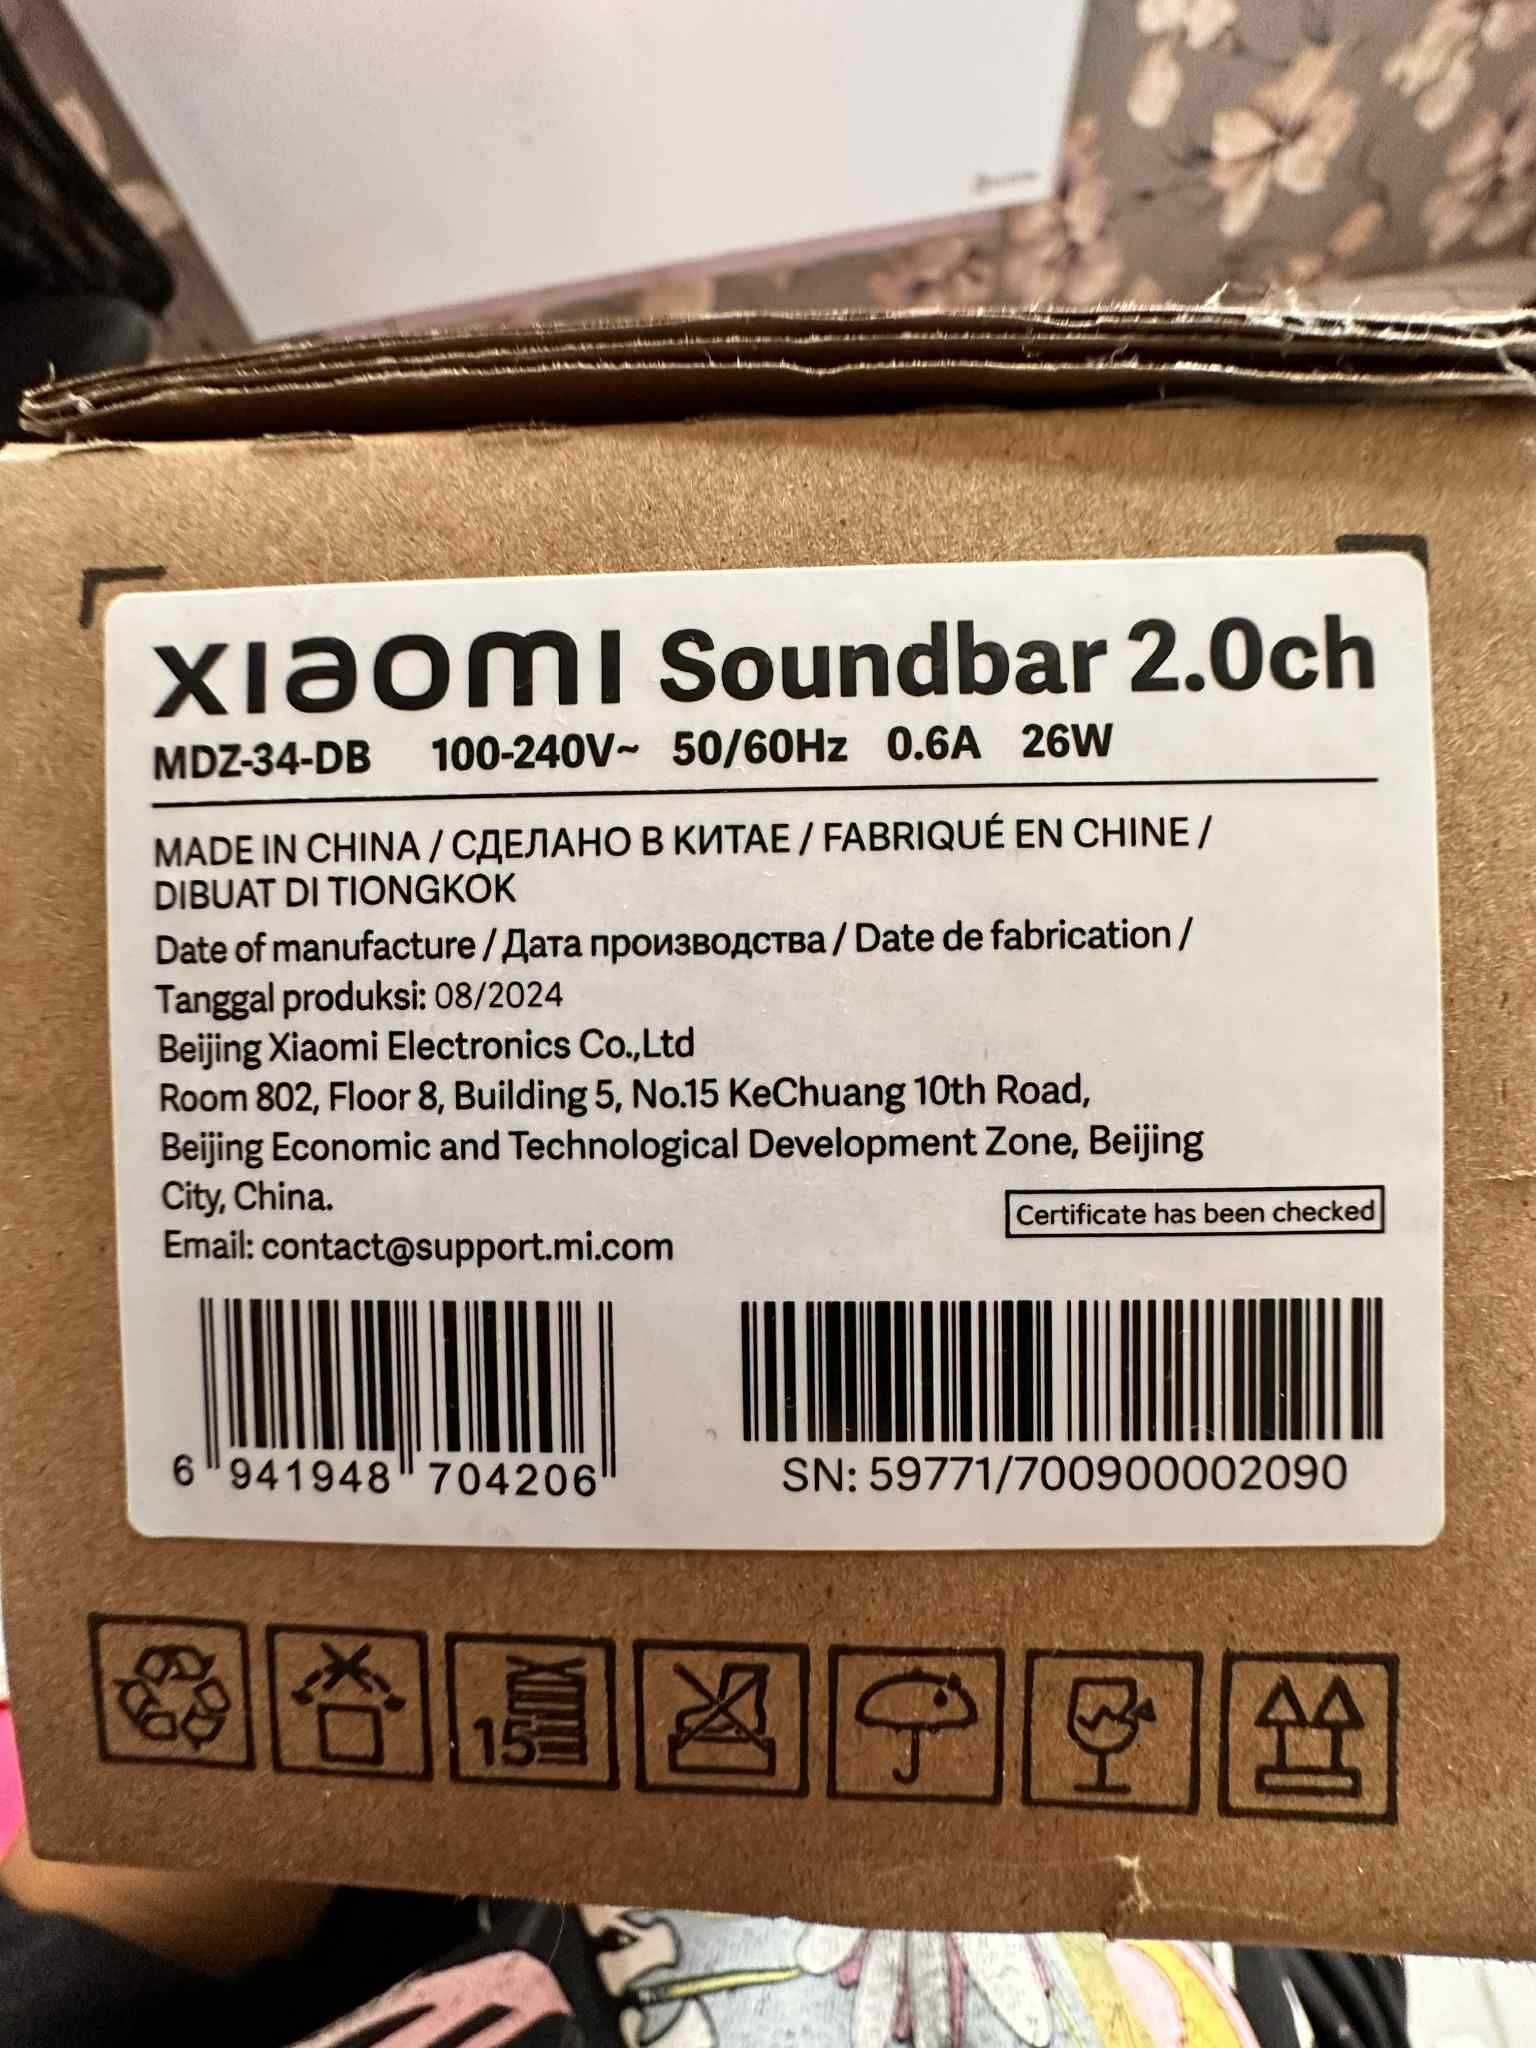 xiaomi Soundbar 2.0ch
MDZ-34-DB 100-240V~ 50/60Hz 0.6A 26W
MADE IN CHINA / СДЕЛАНО В КИТАЕ / FABRIQUÉ EN CHINE /
DIBUAT DI TIONGKOK
Date of manufacture / Дата производства / Date de fabrication /
Tanggal produksi: 08/2024
Beijing Xiaomi Electronics Co.,Ltd
Room 802, Floor 8, Building 5, No.15 KeChuang 10th Road,
Beijing Economic and Technological Development Zone, Beijing
City, China.
Certificate has been checked
Email: contact@support.mi.com
6 941948 704206
SN: 59771/700900002090
15